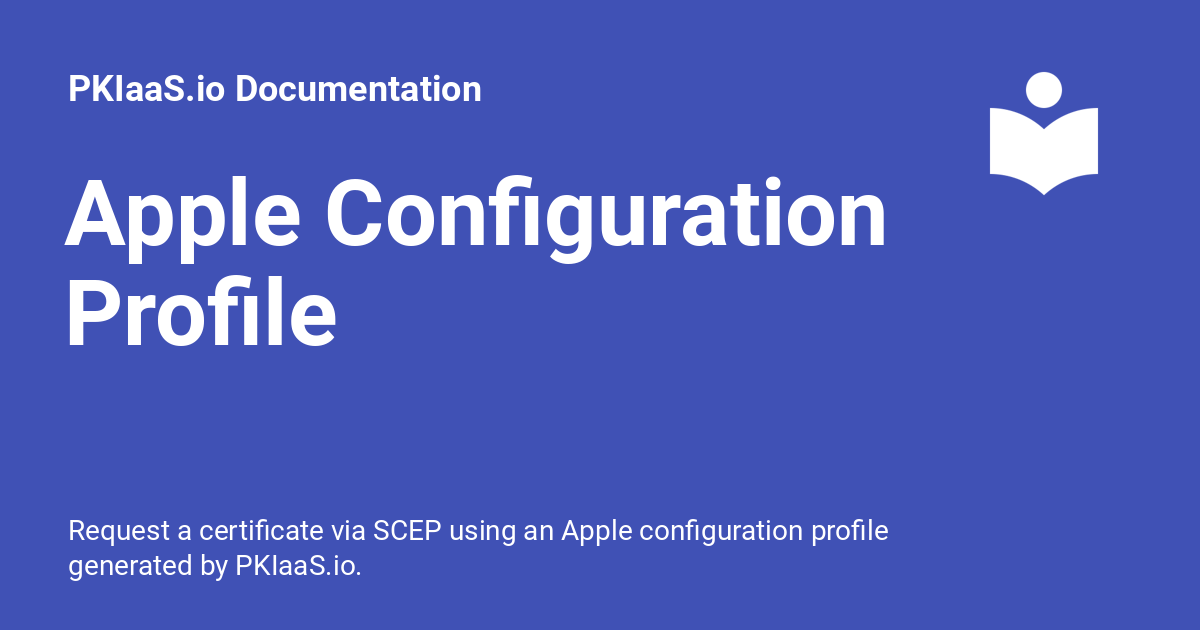 PKIaaS.io Documentation
Apple Configuration
Profile
Request a certificate via SCEP using an Apple configuration profile
generated by PKIaaS.io.